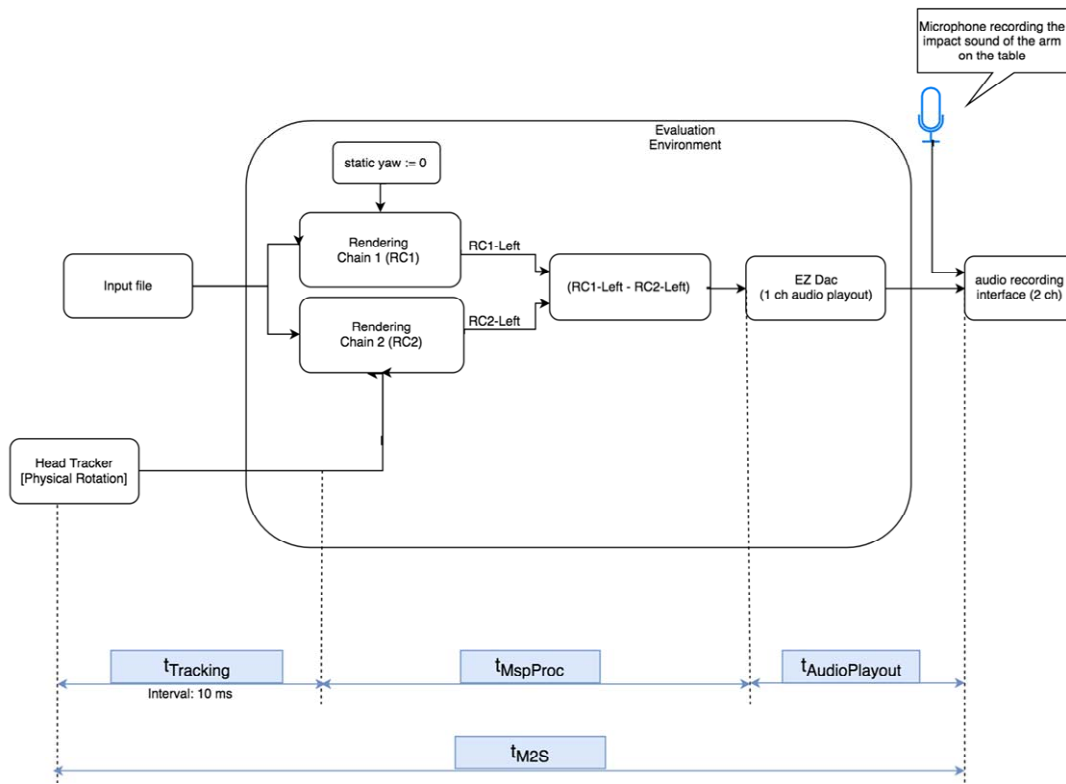 Microphone recording the
impact sound of the arm
on the table
Evaluation
Environment
static yaw := 0
Rendering
Chain 1 (RC1)
RC1-Left
Input file
(RC1-Left - RC2-Left)
EZ Dac
(1 ch audio playout)
audio recording
interface (2 ch)
Rendering
Chain 2 (RC2)
RC2-Left
Head Tracker
[Physical Rotation]
tTracking
Interval: 10 ms
tMspProc
tAudioPlayout
tM2S